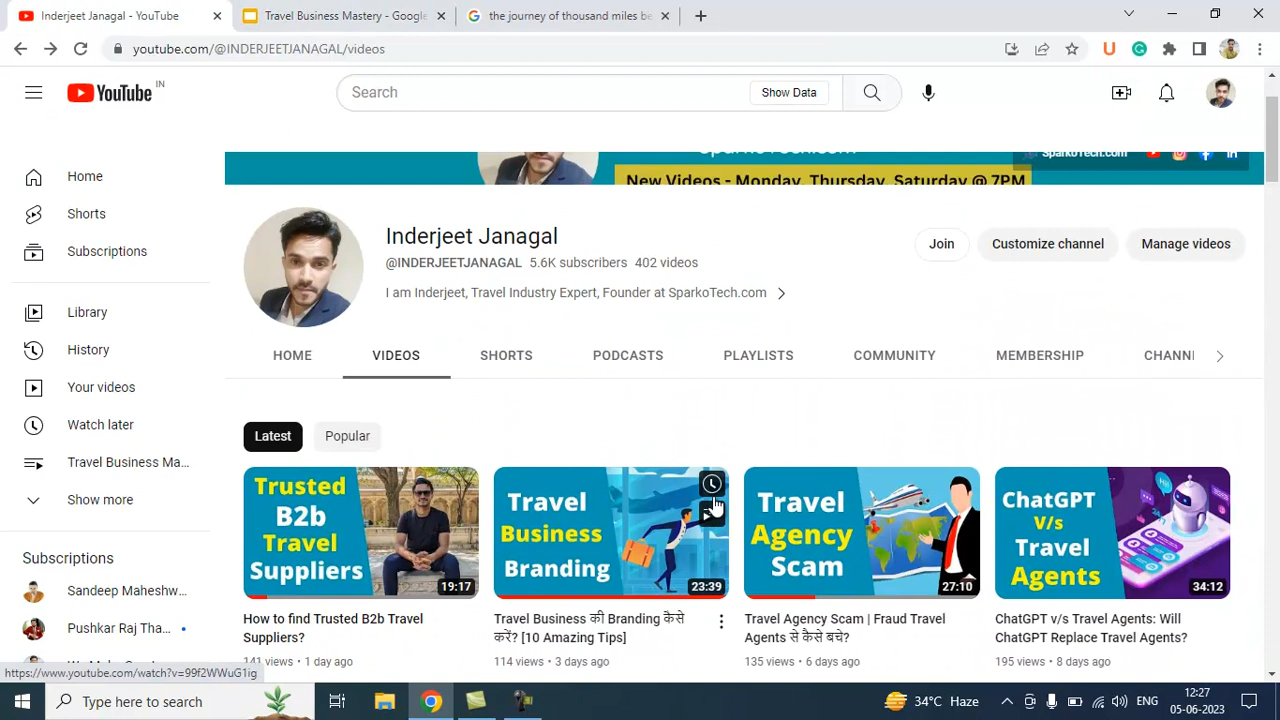 Inderjeet Janagal - YouTube
Travel Business Mastery - Google
the journey of thousand miles be
youtube.com/@INDERJEETJANAGAL/videos
YouTube IN
Search
Show Data
SparkoTech.com
New Videos - Monday, Thursday, Saturday @ 7PM
Home
Shorts
Subscriptions
Library
History
Your videos
Watch later
Travel Business Ma...
Show more
Subscriptions
Sandeep Maheshw...
Pushkar Raj Tha...
Inderjeet Janagal
@INDERJEETJANAGAL 5.6K subscribers 402 videos
I am Inderjeet, Travel Industry Expert, Founder at SparkoTech.com
Join
Customize channel
Manage videos
HOME
VIDEOS
SHORTS
PODCASTS
PLAYLISTS
COMMUNITY
MEMBERSHIP
CHANN
Latest
Popular
Trusted
B2b
Travel
Suppliers
19:17
How to find Trusted B2b Travel
Suppliers?
141 views • 1 day ago
Travel
Business
Branding
23:39
Travel Business की Branding कैसे
करें? [10 Amazing Tips]
114 views • 3 days ago
Travel
Agency
Scam
27:10
Travel Agency Scam | Fraud Travel
Agents से कैसे बचे?
135 views • 6 days ago
ChatGPT
V/s
Travel
Agents
Hi
34:12
ChatGPT v/s Travel Agents: Will
ChatGPT Replace Travel Agents?
195 views • 8 days ago
https://www.youtube.com/watch?v=99f2WWuG1ig
Type here to search
34°C Haze
ENG
12:27
05-06-2023